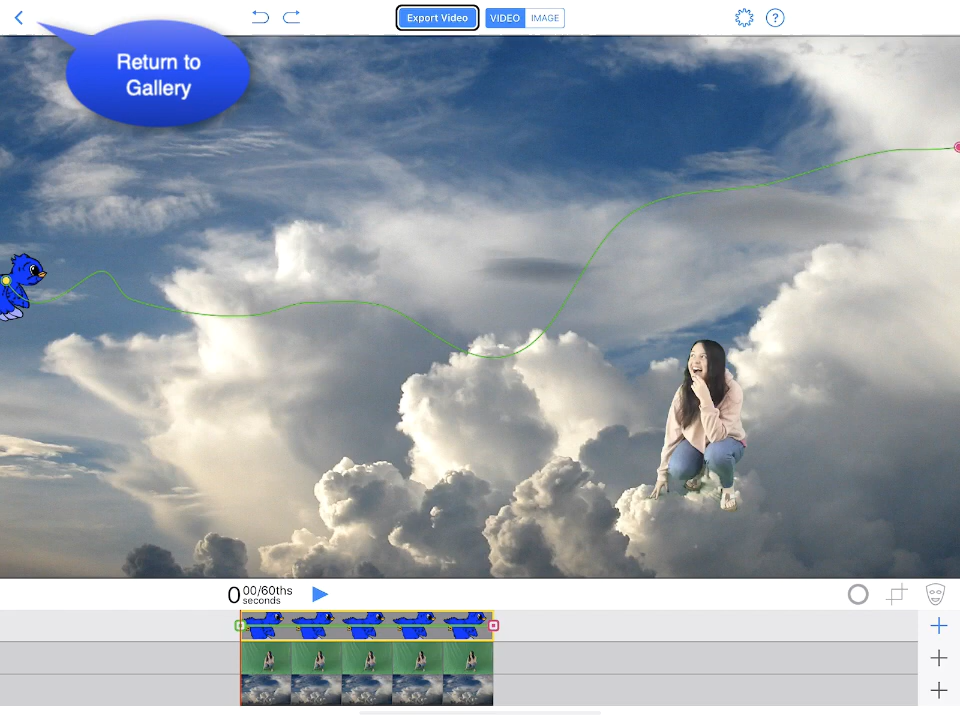 Export Video
VIDEO
IMAGE
?
Return to
Gallery
0 00/60ths
seconds